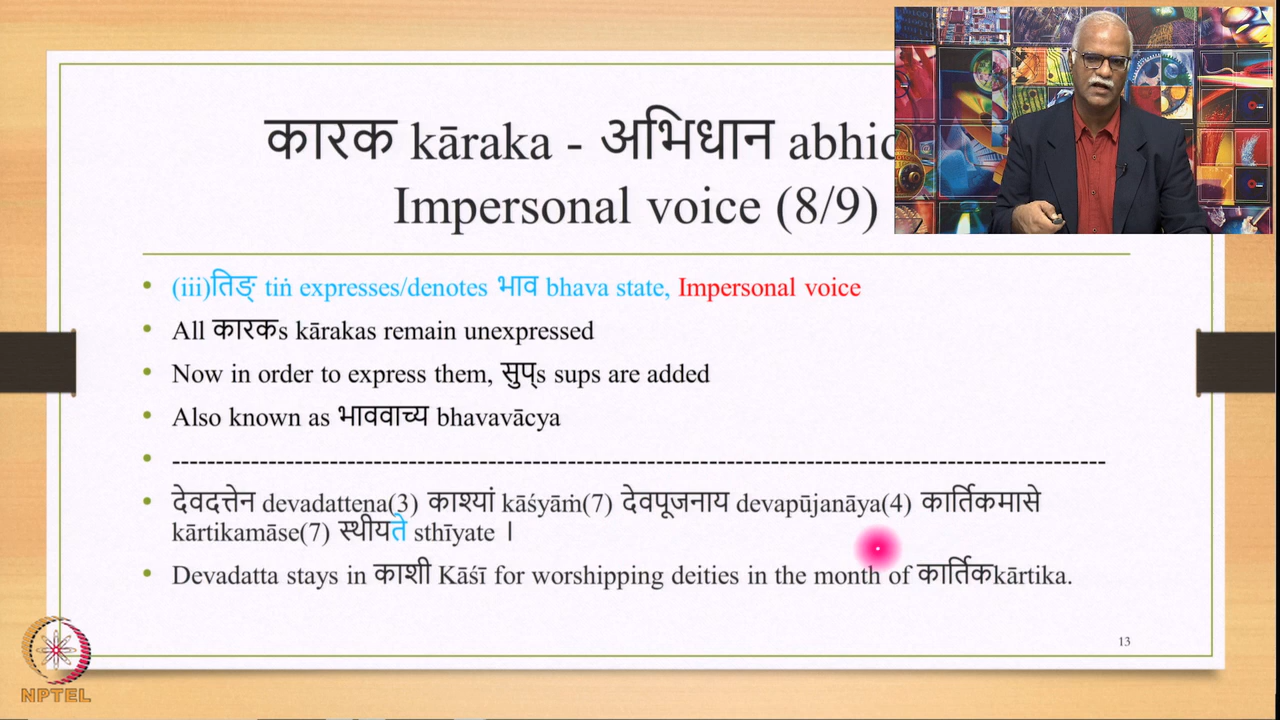 कारक kāraka - अभिधान
Impersonal voice (8/9)
• (iii)तिङ् tiṅ expresses/denotes भाव bhava state, Impersonal voice
• All कारकs kārakas remain unexpressed
• Now in order to express them, सुप्s sups are added
• Also known as भाववाच्य bhavavācya
• --------------------------------------------------------------------------------------------------------
• देवदत्तेन devadattena(3) काश्यां kāśyāṁ(7) देवपूजनाय devapūjanāya(4) कार्तिकमासे
kārtikamāse(7) स्थीयते sthīyate ।
• Devadatta stays in काशी Kāśī for worshipping deities in the month of कार्तिकkārtika.
13
NPTEL